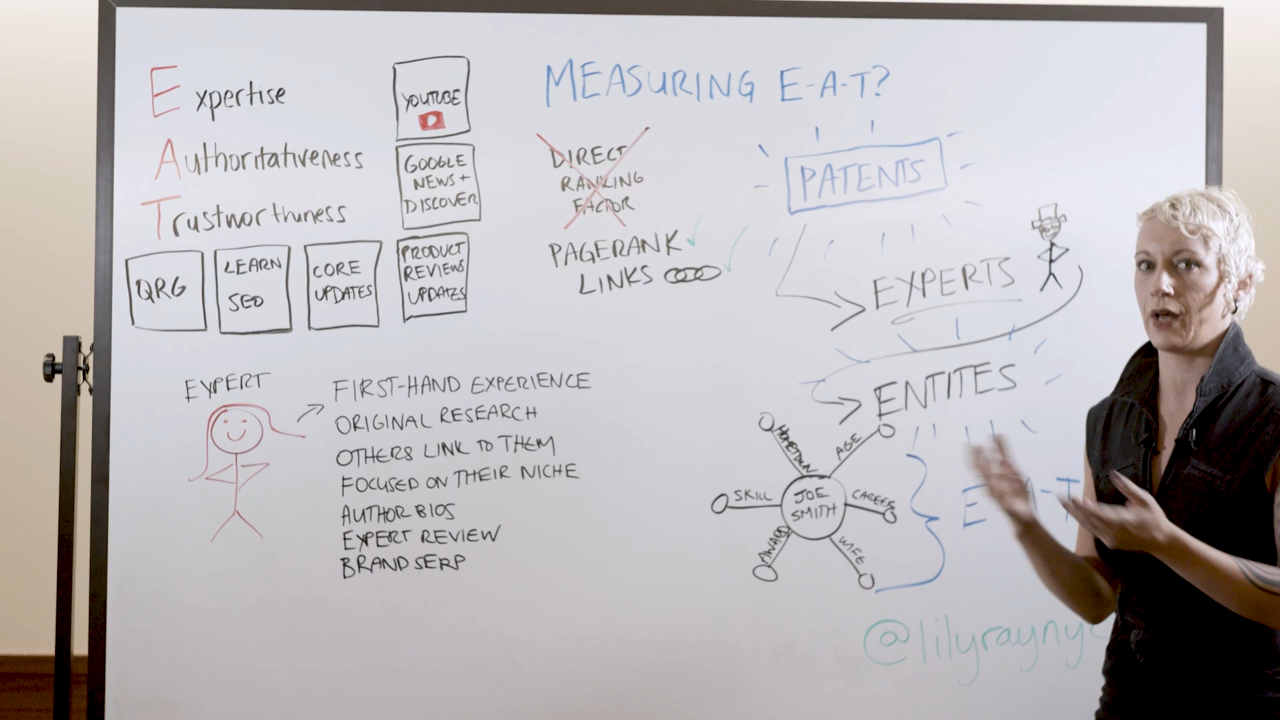 Expertise
Authoritativeness
Trustworthiness
QRG
LEARN
SEO
CORE
UPDATES
YOUTUBE
GOOGLE
NEWS +
DISCOVER
PRODUCT
REVIEWS
UPDATES
EXPERT
FIRST-HAND EXPERIENCE
ORIGINAL RESEARCH
OTHERS LINK TO THEM
FOCUSED ON THEIR NICHE
AUTHOR BIOS
EXPERT REVIEW
BRAND SERP
MEASURING E-A-T?
DIRECT
RANKING
FACTOR
PAGERANK
LINKS
PATENTS
EXPERTS
ENTITES
HOMETOWN
AGE
SKILL
JOE
SMITH
CAREER
AWARD
WIFE
E-A-T
@lilyraynyc